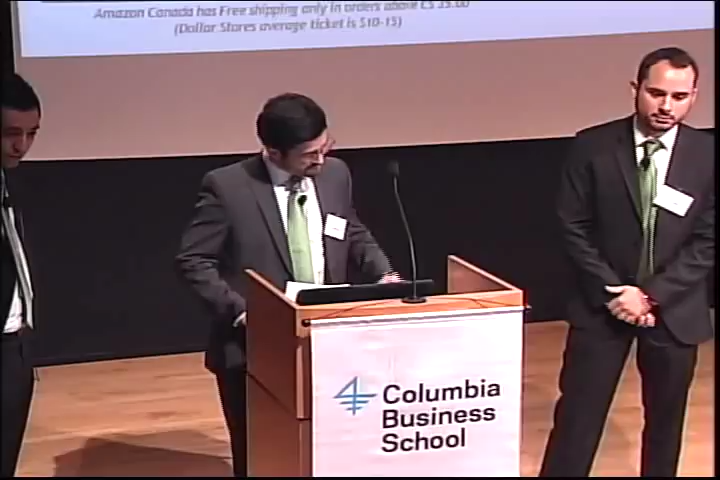 Amazon Canada has Free shipping only in orders above C$ 35.00
(Dollar Stores average ticket is $10-15)
Columbia
Business
School